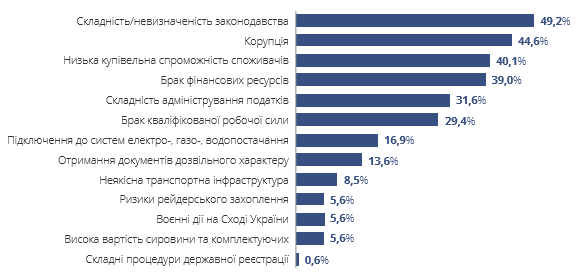 Складність/невизначеність законодавства 49,2%
Корупція 44,6%
Низька купівельна спроможність споживачів 40,1%
Брак фінансових ресурсів 39,0%
Складність адміністрування податків 31,6%
Брак кваліфікованої робочої сили 29,4%
Підключення до систем електро-, газо-, водопостачання 16,9%
Отримання документів дозвільного характеру 13,6%
Неякісна транспортна інфраструктура 8,5%
Ризики рейдерського захоплення 5,6%
Воєнні дії на Сході України 5,6%
Висока вартість сировини та комплектуючих 5,6%
Складні процедури державної реєстрації 0,6%